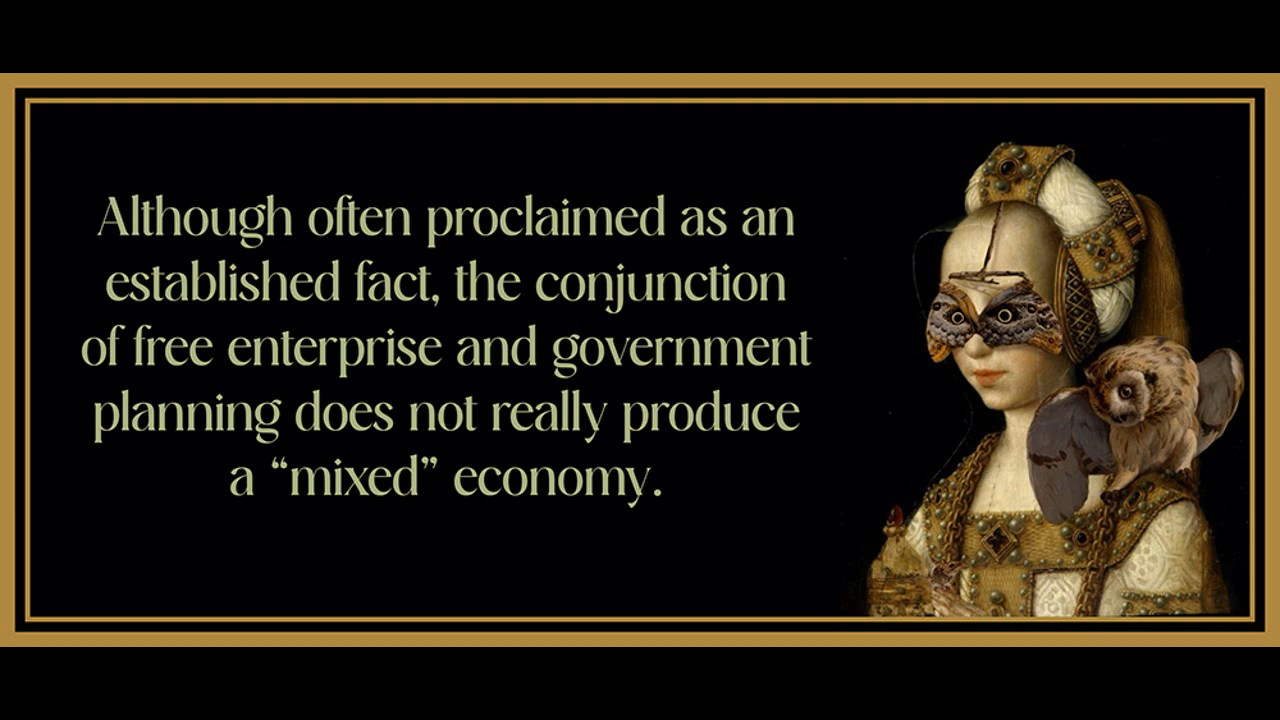 Although often proclaimed as an
established fact, the conjunction
of free enterprise and government
planning does not really produce
a “mixed” economy.